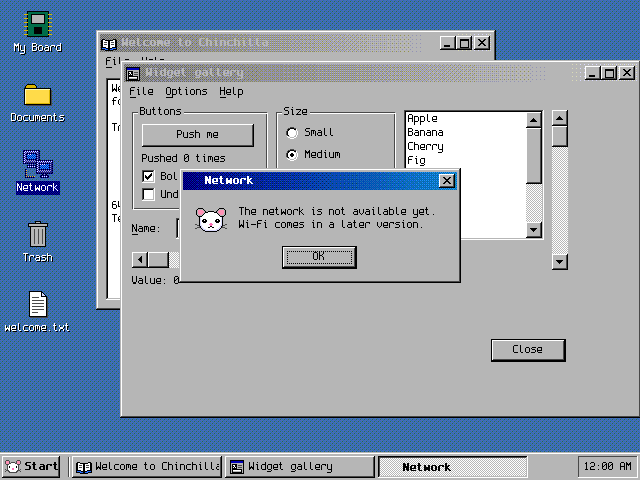 My Board
Documents
Network
Trash
welcome.txt
Welcome to Chinchilla
File Help
Widget gallery
File Options Help
Buttons
Push me
Pushed 0 times
Size
Small
Medium
Apple
Banana
Cherry
Fig
Name:
Value:
Close
Network
The network is not available yet.
Wi-Fi comes in a later version.
OK
Start
Welcome to Chinchilla
Widget gallery
Network
12:00 AM